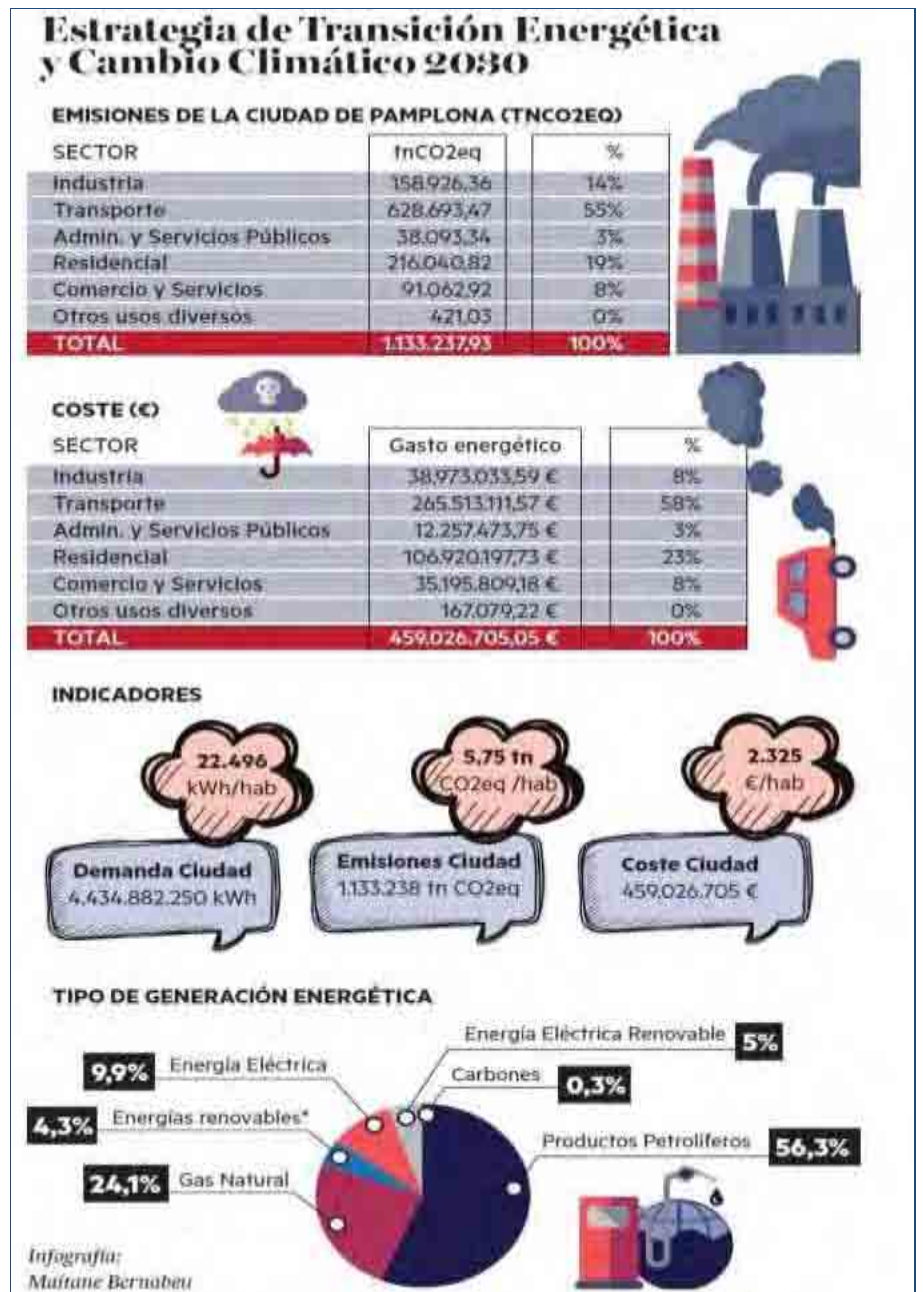 Estrategia de Transición Energética
y Cambio Climático 2030
EMISIONES DE LA CIUDAD DE PAMPLONA (TNCO2EQ)
SECTOR tnCO2eq %
Industria 158.926,36 14%
Transporte 628.693,47 55%
Admin. y Servicios Públicos 38.093,34 3%
Residencial 216.040,82 19%
Comercio y Servicios 91.062,92 8%
Otros usos diversos 421,03 0%
TOTAL 1.133.237,93 100%
COSTE (€)
SECTOR Gasto energético %
Industria 38.973.033,59 € 8%
Transporte 265.513.111,57 € 58%
Admin. y Servicios Públicos 12.257.473,75 € 3%
Residencial 106.920.197,73 € 23%
Comercio y Servicios 35.195.809,18 € 8%
Otros usos diversos 167.079,22 € 0%
TOTAL 459.026.705,05 € 100%
INDICADORES
22.496
kWh/hab
5,75 tn
CO2eq /hab
2.325
€/hab
Demanda Ciudad
4.434.882.250 kWh
Emisiones Ciudad
1.133.238 tn CO2eq
Coste Ciudad
459.026.705 €
TIPO DE GENERACIÓN ENERGÉTICA
Energía Eléctrica Renovable 5%
9,9% Energía Eléctrica
Carbones 0,3%
4,3% Energías renovables*
Productos Petrolíferos 56,3%
24,1% Gas Natural
Infografía:
Maitane Bernabeu